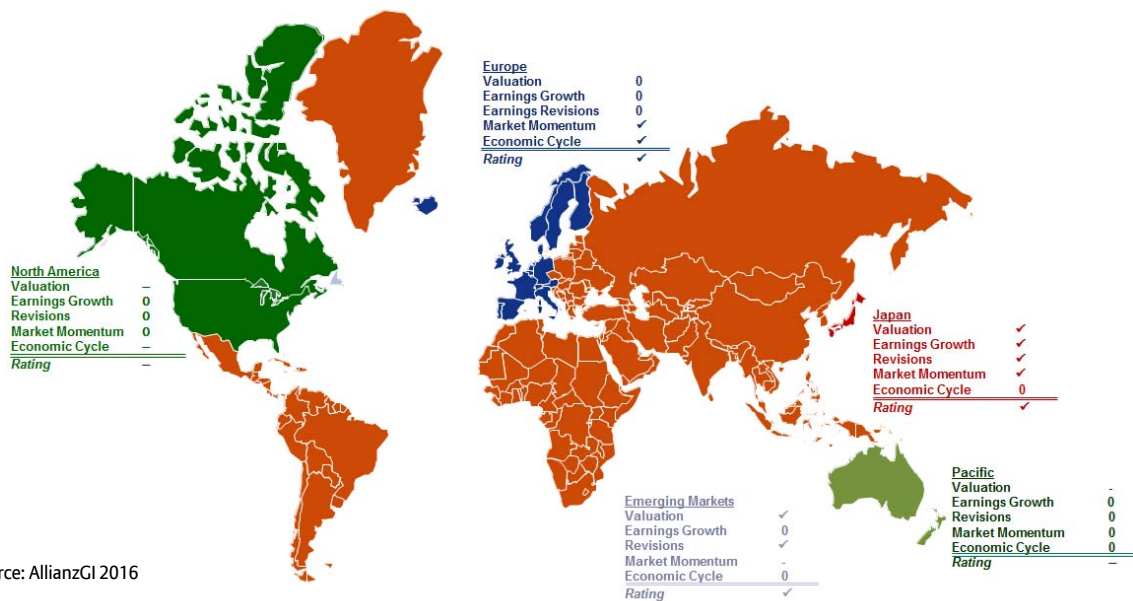 Europe
Valuation 0
Earnings Growth 0
Earnings Revisions 0
Market Momentum ✓
Economic Cycle ✓
Rating ✓
North America
Valuation –
Earnings Growth 0
Revisions 0
Market Momentum 0
Economic Cycle –
Rating –
Japan
Valuation ✓
Earnings Growth ✓
Revisions ✓
Market Momentum ✓
Economic Cycle 0
Rating ✓
Pacific
Valuation -
Earnings Growth 0
Revisions 0
Market Momentum 0
Economic Cycle 0
Rating –
Emerging Markets
Valuation ✓
Earnings Growth 0
Revisions ✓
Market Momentum -
Economic Cycle 0
Rating ✓
rce: AllianzGI 2016